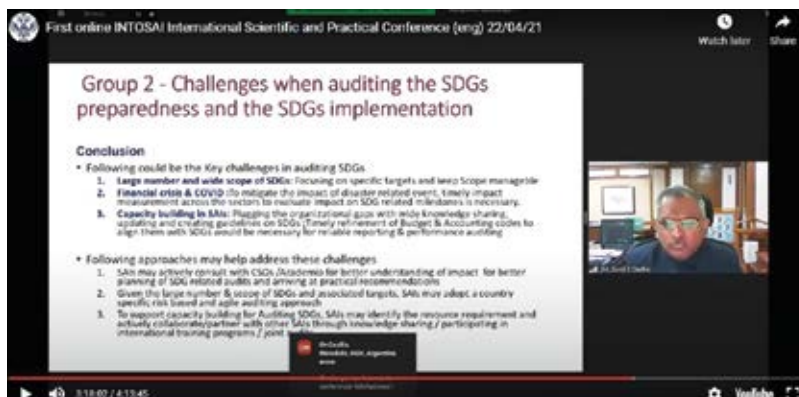 First online INTOSAI International Scientific and Practical Conference (eng) 22/04/21
Watch later
Share
Group 2 - Challenges when auditing the SDGs
preparedness and the SDGs implementation
Conclusion
• Following could be the Key challenges in auditing SDGs
1. Large number and wide scope of SDGs: Focusing on specific targets and keep Scope manageable
2. Financial crisis & COVID :To mitigate the impact of disaster related event, timely impact
measurement across the sectors to evaluate impact on SDG related milestones is necessary.
3. Capacity building in SAIs: Plugging the organizational gaps with wide knowledge sharing,
updating and creating guidelines on SDGs ;Timely refinement of Budget & Accounting codes to
align them with SDGs would be necessary for reliable reporting & performance auditing
• Following approaches may help address these challenges
1. SAIs may actively consult with CSOs /Academia for better understanding of impact for better
planning of SDG related audits and arriving at practical recommendations
2. Given the large number & scope of SDGs and associated targets, SAIs may adopt a country
specific risk based and agile auditing approach
3. To support capacity building for Auditing SDGs, SAIs may identify the resource requirement and
actively collaborate/partner with other SAIs through knowledge sharing / participating in
international training programs / joint
Argentina
3:18:02 / 4:13:45
YouTube